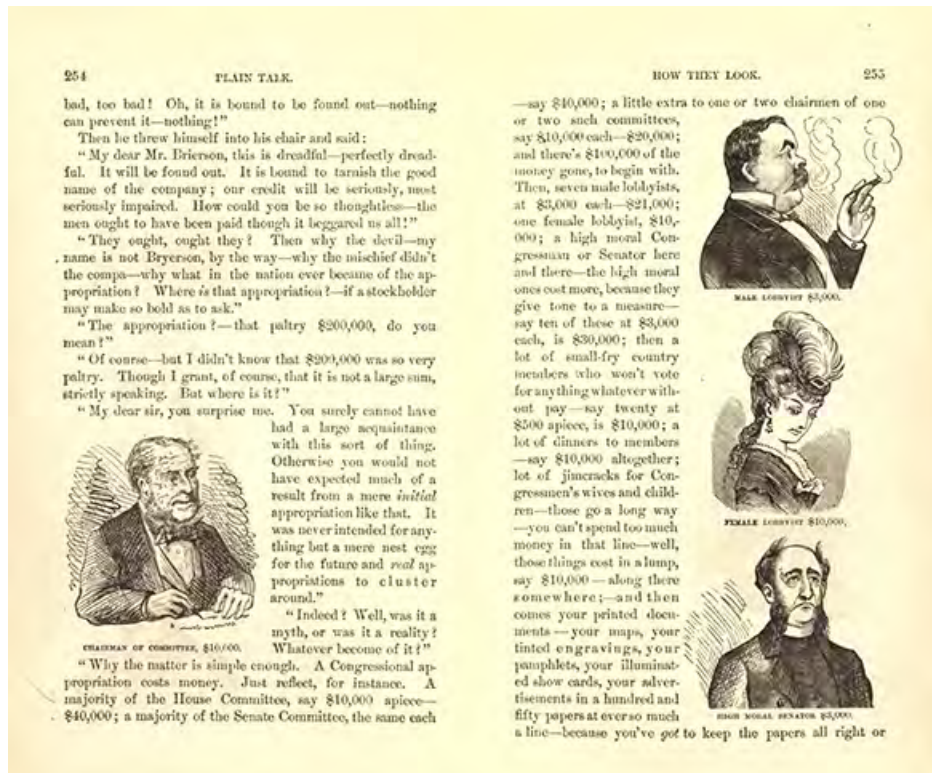 254
PLAIN TALK.
bad, too bad! Oh, it is bound to be found out—nothing
can prevent it—nothing!"
Then he threw himself into his chair and said:
"My dear Mr. Brierson, this is dreadful—perfectly dread-
ful. It will be found out. It is bound to tarnish the good
name of the company; our credit will be seriously, most
seriously impaired. How could you be so thoughtless—the
men ought to have been paid though it beggared us all!"
"They ought, ought they? Then why the devil—my
name is not Bryerson, by the way—why the mischief didn't
the compa—why what in the nation ever became of the ap-
propriation? Where is that appropriation?—if a stockholder
may make so bold as to ask."
"The appropriation?—that paltry $200,000, do you
mean?"
"Of course—but I didn't know that $200,000 was so very
paltry. Though I grant, of course, that it is not a large sum,
strictly speaking. But where is it?"
"My dear sir, you surprise me. You surely cannot have
had a large acquaintance
with this sort of thing.
Otherwise you would not
have expected much of a
result from a mere initial
appropriation like that. It
was never intended for any-
thing but a mere nest egg
for the future and real ap-
propriations to cluster
around."
"Indeed? Well, was it a
myth, or was it a reality?
Whatever become of it?"
CHAIRMAN OF COMMITTEE, $10,000.
"Why the matter is simple enough. A Congressional ap-
propriation costs money. Just reflect, for instance. A
majority of the House Committee, say $10,000 apiece—
$40,000; a majority of the Senate Committee, the same each
HOW THEY LOOK.
255
—say $40,000; a little extra to one or two chairmen of one
or two such committees,
say $10,000 each—$20,000;
and there's $100,000 of the
money gone, to begin with.
Then, seven male lobbyists,
at $3,000 each—$21,000;
one female lobbyist, $10,-
000; a high moral Con-
gressman or Senator here
and there—the high moral
ones cost more, because they
give tone to a measure—
say ten of these at $3,000
each, is $30,000; then a
lot of small-fry country
members who won't vote
for anything whatever with-
out pay—say twenty at
$500 apiece, is $10,000; a
lot of dinners to members
—say $10,000 altogether;
lot of jimcracks for Con-
gressmen's wives and child-
ren—those go a long way
—you can't spend too much
money in that line—well,
those things cost in a lump,
say $10,000—along there
somewhere;—and then
comes your printed docu-
ments—your maps, your
tinted engravings, your
pamphlets, your illuminat-
ed show cards, your adver-
tisements in a hundred and
fifty papers at ever so much
a line—because you've got to keep the papers all right or
MALE LOBBYIST $3,000.
FEMALE LOBBYIST $10,000.
HIGH MORAL SENATOR $3,000.